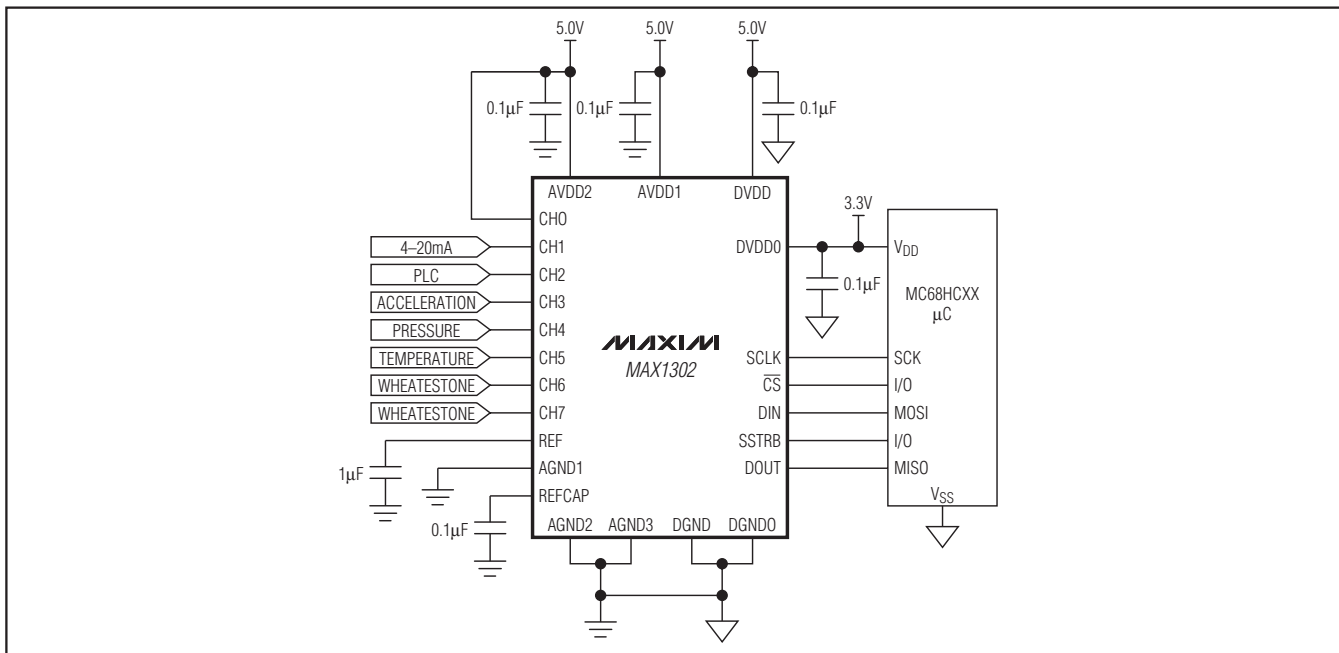 5.0V 5.0V 5.0V
0.1µF 0.1µF 0.1µF
AVDD2 AVDD1 DVDD
3.3V
CH0
4–20mA CH1 DVDDO VDD
PLC CH2
0.1µF
ACCELERATION CH3
MC68HCXX
µC
PRESSURE CH4
MAXIM
MAX1302
TEMPERATURE CH5 SCLK SCK
WHEATESTONE CH6 CS I/O
WHEATESTONE CH7 DIN MOSI
REF SSTRB I/O
1µF AGND1 DOUT MISO
REFCAP VSS
0.1µF AGND2 AGND3 DGND DGNDO